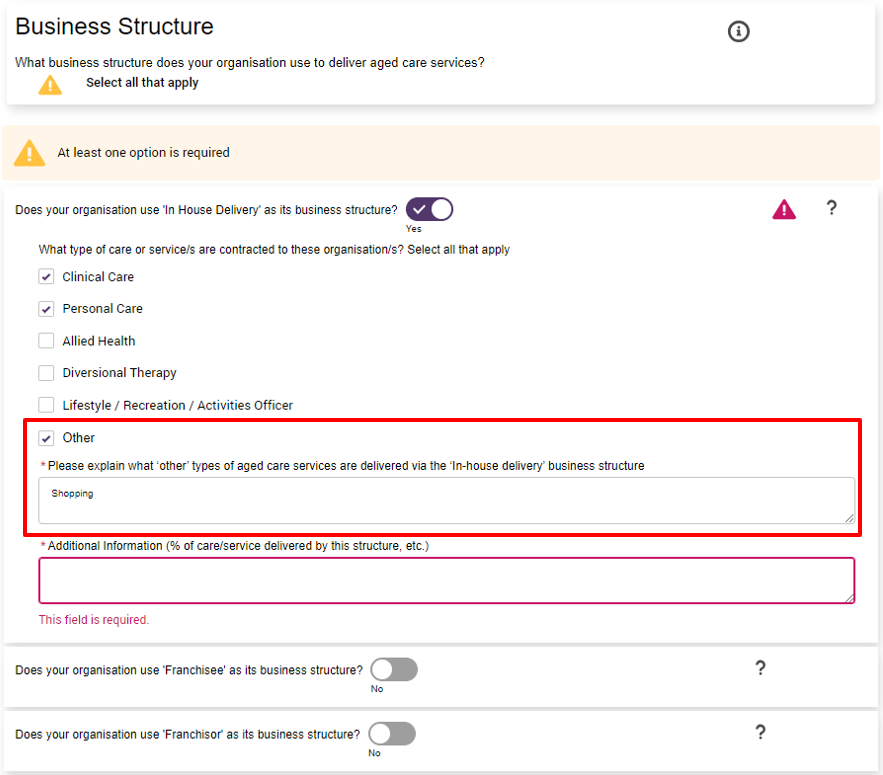 Business Structure
What business structure does your organisation use to deliver aged care services?
Select all that apply
At least one option is required
Does your organisation use 'In House Delivery' as its business structure?
Yes
?
What type of care or service/s are contracted to these organisation/s? Select all that apply
Clinical Care
Personal Care
Allied Health
Diversional Therapy
Lifestyle / Recreation / Activities Officer
Other
* Please explain what ‘other’ types of aged care services are delivered via the ‘In-house delivery’ business structure
Shopping
* Additional Information (% of care/service delivered by this structure, etc.)
This field is required.
Does your organisation use 'Franchisee' as its business structure?
No
?
Does your organisation use 'Franchisor' as its business structure?
No
?